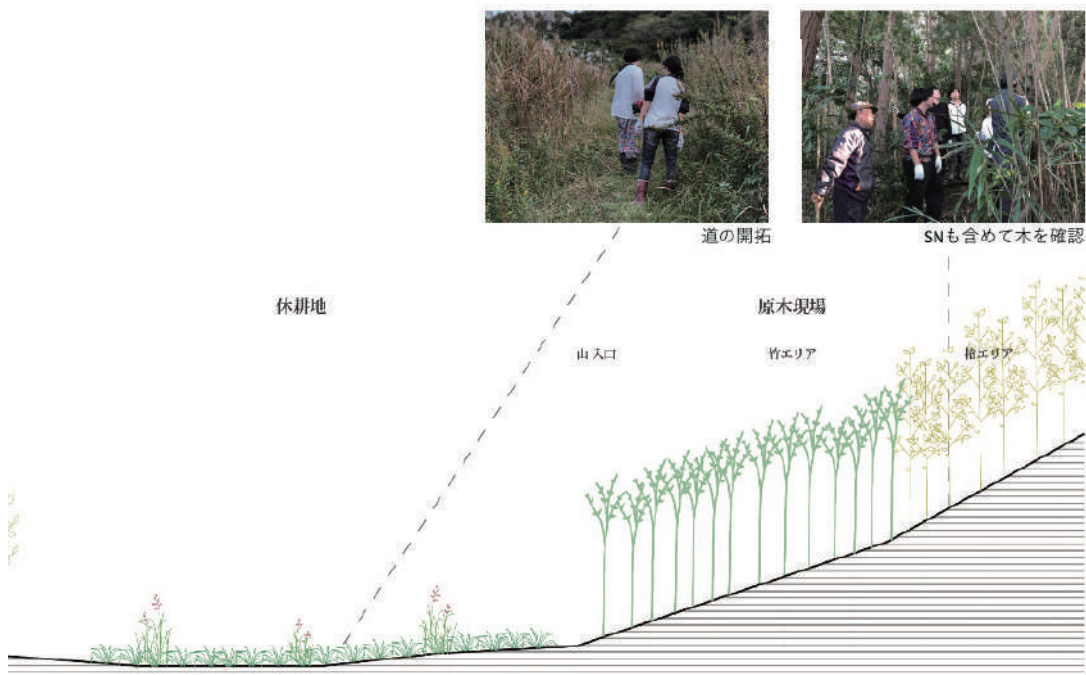 道の開拓
SNも含めて木を確認
休耕地
原木現場
山入口
竹エリア
桧エリア